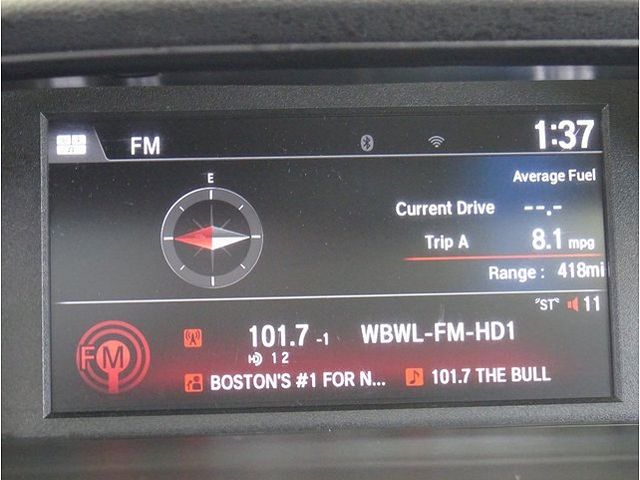 FM 1:37
E
Average Fuel
Current Drive --.-
Trip A 8.1 mpg
Range : 418mi
"ST" 11
FM 101.7 -1 WBWL-FM-HD1
1 2
BOSTON'S #1 FOR N... 101.7 THE BULL